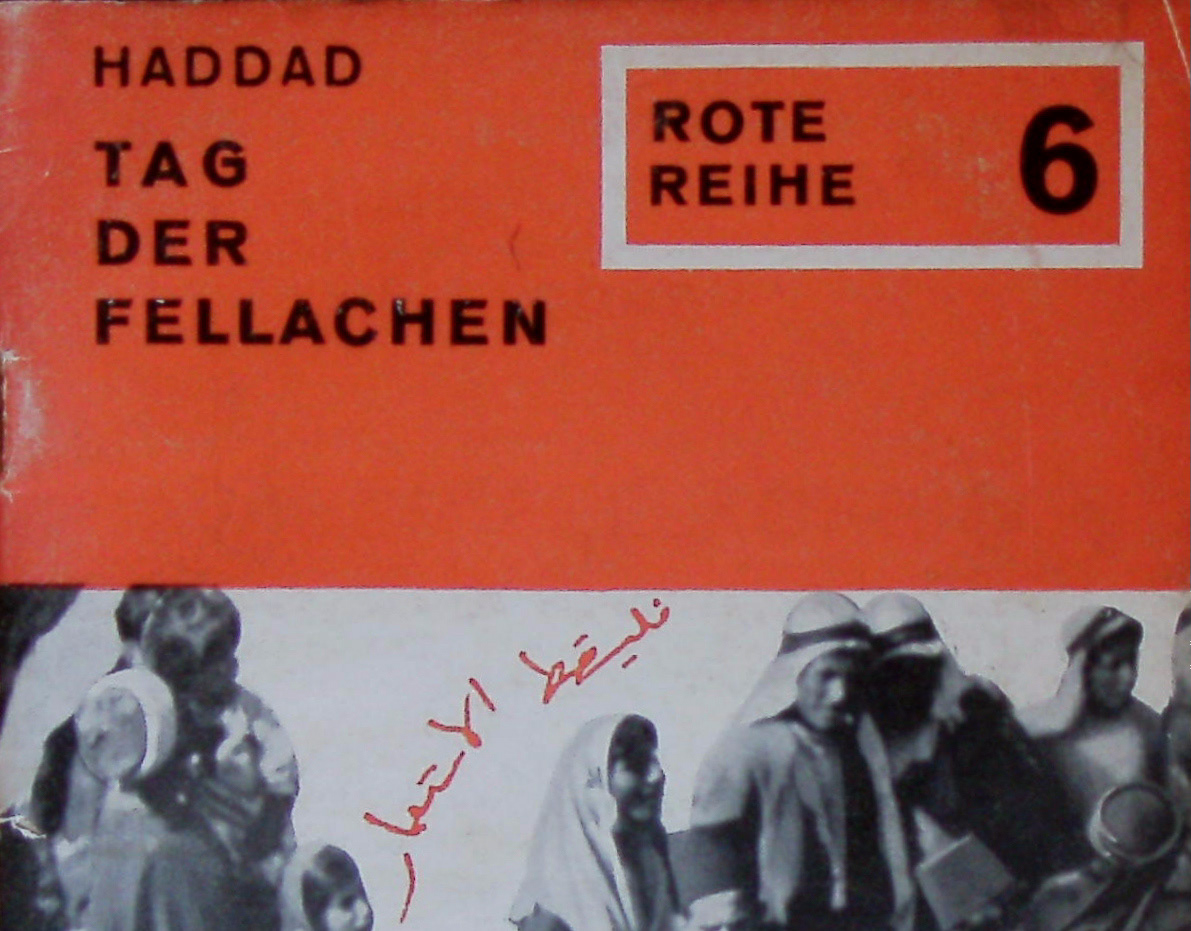 HADDAD
TAG
DER
FELLACHEN
ROTE
REIHE
6
فليسقط الاستعمار